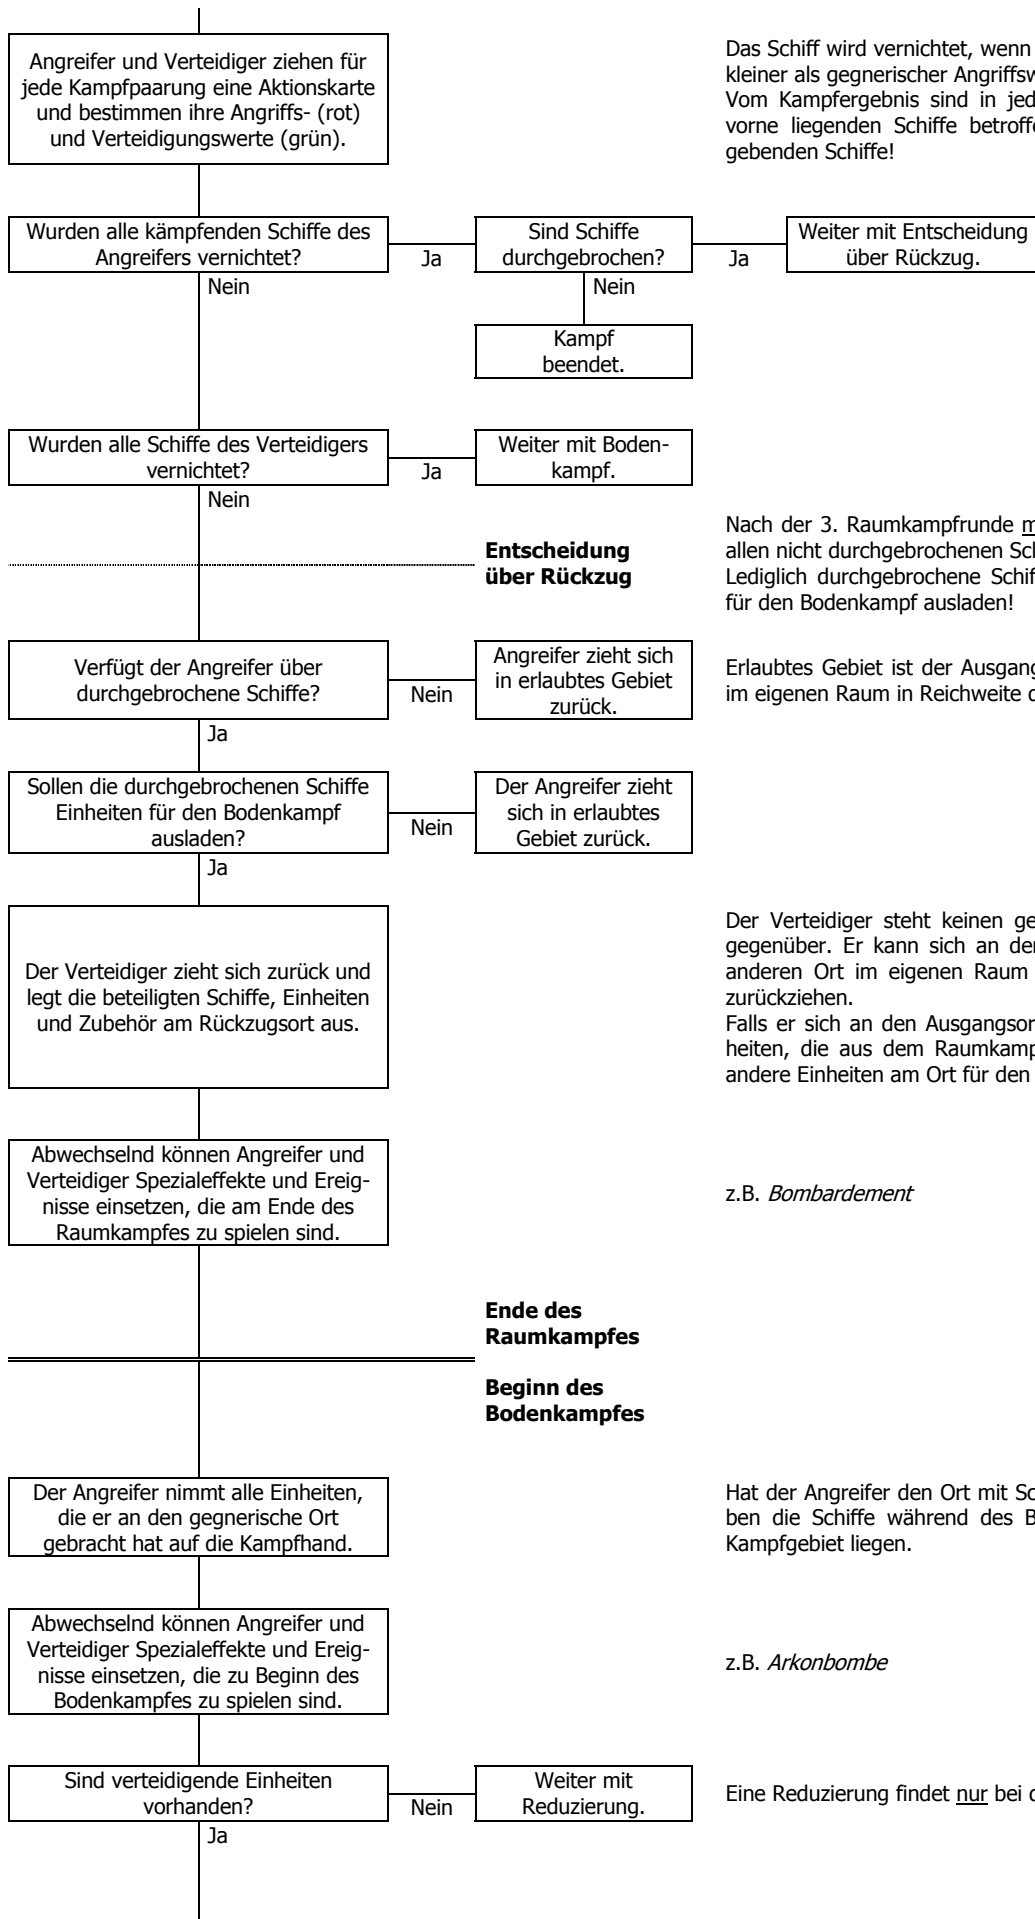 Angreifer und Verteidiger ziehen für
jede Kampfpaarung eine Aktionskarte
und bestimmen ihre Angriffs- (rot)
und Verteidigungswerte (grün).
Das Schiff wird vernichtet, wenn
kleiner als gegnerischer
Vom Kampfergebnis sind in
vorne liegenden Schiffe
gebenden Schiffe!
Wurden alle kämpfenden Schiffe des
Angreifers vernichtet?
Ja
Sind Schiffe
durchgebrochen?
Ja
Weiter mit Entscheidung
über Rückzug.
Nein
Nein
Kampf
beendet.
Wurden alle Schiffe des Verteidigers
vernichtet?
Ja
Weiter mit Boden-
kampf.
Nein
Entscheidung
über Rückzug
Nach der 3. Raumkampfrunde
allen nicht durchgebrochenen
Lediglich durchgebrochene
für den Bodenkampf ausladen!
Verfügt der Angreifer über
durchgebrochene Schiffe?
Nein
Angreifer zieht sich
in erlaubtes Gebiet
zurück.
Erlaubtes Gebiet ist der
im eigenen Raum in Reichweite
Ja
Sollen die durchgebrochenen Schiffe
Einheiten für den Bodenkampf
ausladen?
Nein
Der Angreifer zieht
sich in erlaubtes
Gebiet zurück.
Ja
Der Verteidiger zieht sich zurück und
legt die beteiligten Schiffe, Einheiten
und Zubehör am Rückzugsort aus.
Der Verteidiger steht keinen
gegenüber. Er kann sich an
anderen Ort im eigenen Raum
zurückziehen.
Falls er sich an den
heiten, die aus dem
andere Einheiten am Ort für den
Abwechselnd können Angreifer und
Verteidiger Spezialeffekte und Ereig-
nisse einsetzen, die am Ende des
Raumkampfes zu spielen sind.
z.B. Bombardement
Ende des
Raumkampfes
Beginn des
Bodenkampfes
Der Angreifer nimmt alle Einheiten,
die er an den gegnerische Ort
gebracht hat auf die Kampfhand.
Hat der Angreifer den Ort mit
ben die Schiffe während des
Kampfgebiet liegen.
Abwechselnd können Angreifer und
Verteidiger Spezialeffekte und Ereig-
nisse einsetzen, die zu Beginn des
Bodenkampfes zu spielen sind.
z.B. Arkonbombe
Sind verteidigende Einheiten
vorhanden?
Nein
Weiter mit
Reduzierung.
Eine Reduzierung findet nur bei
Ja